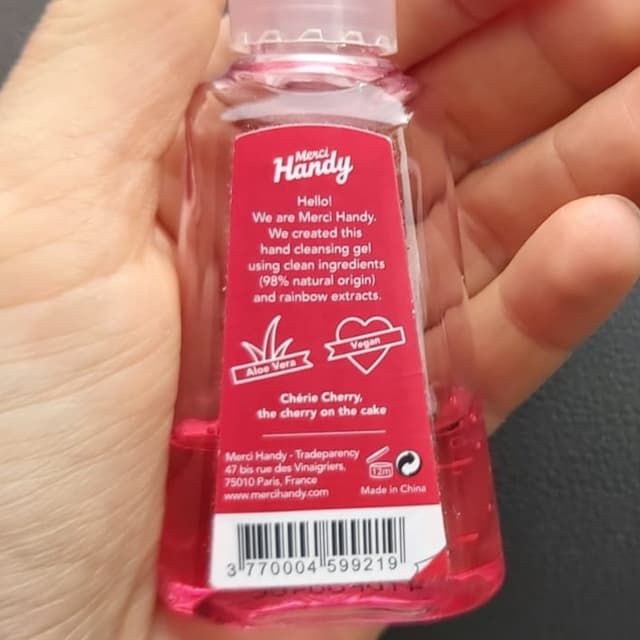 Merci
Handy
Hello!
We are Merci Handy.
We created this
hand cleansing gel
using clean ingredients
(98% natural origin)
and rainbow extracts.
Aloe Vera
Vegan
Chérie Cherry,
the cherry on the cake
Merci Handy - Tradeparency
47 bis rue des Vinaigriers,
75010 Paris, France
www.mercihandy.com
12m
Made in China
3 770004 599219